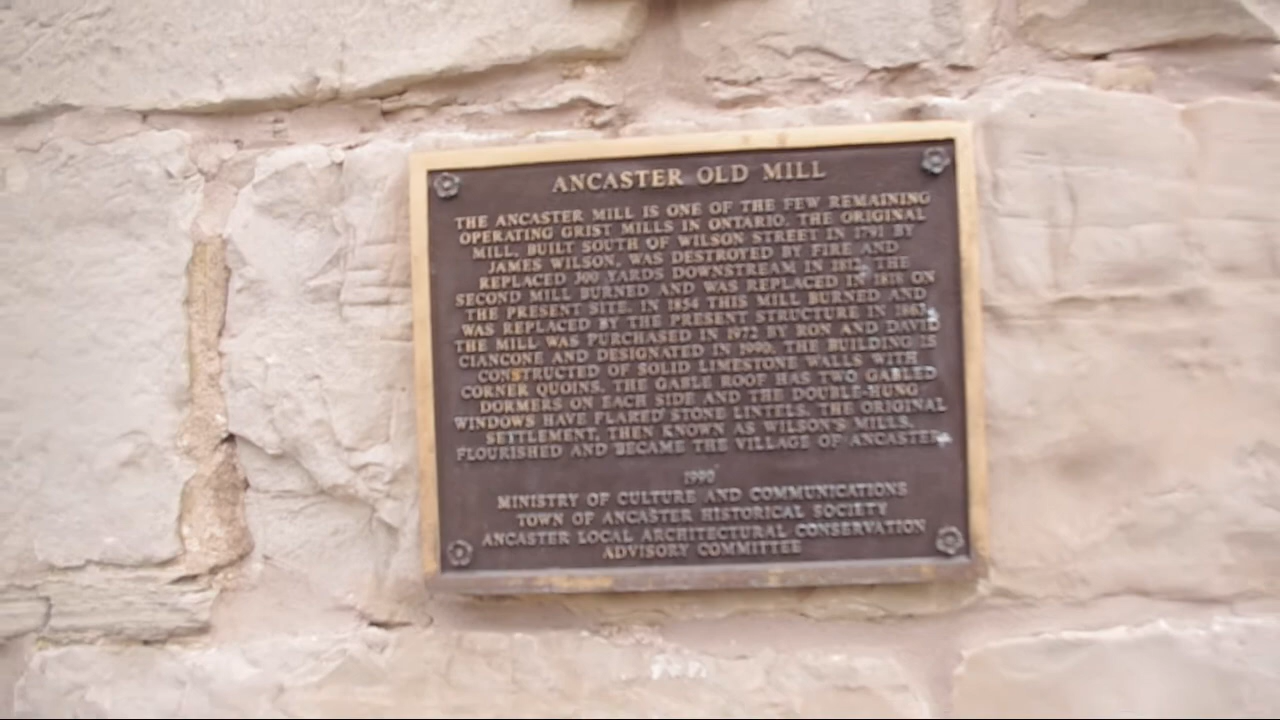 ANCASTER OLD MILL
THE ANCASTER MILL IS ONE OF THE FEW REMAINING
OPERATING GRIST MILLS IN ONTARIO. THE ORIGINAL
MILL, BUILT SOUTH OF WILSON STREET IN 1791 BY
JAMES WILSON, WAS DESTROYED BY FIRE AND
REPLACED 300 YARDS DOWNSTREAM IN THE
SECOND MILL BURNED AND WAS REPLACED IN 1818 ON
THE PRESENT SITE. IN 1854 THIS MILL BURNED AND
WAS REPLACED BY THE PRESENT STRUCTURE IN
THE MILL WAS PURCHASED IN 1972 BY RON AND DAVID
CIANCONE AND DESIGNATED IN 1990. THE BUILDING IS
CONSTRUCTED OF SOLID LIMESTONE WALLS WITH
CORNER QUOINS. THE GABLE ROOF HAS TWO GABLED
DORMERS ON EACH SIDE AND THE DOUBLE-HUNG
WINDOWS HAVE FLARED STONE LINTELS. THE ORIGINAL
SETTLEMENT, THEN KNOWN AS WILSON'S MILLS,
FLOURISHED AND BECAME THE VILLAGE OF ANCASTER.
1990
MINISTRY OF CULTURE AND COMMUNICATIONS
TOWN OF ANCASTER HISTORICAL SOCIETY
ANCASTER LOCAL ARCHITECTURAL CONSERVATION
ADVISORY COMMITTEE